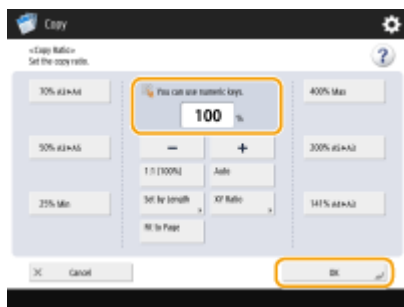 Copy
<Copy Ratio>
Set the copy ratio.
70% A3▶A4
You can use numeric keys.
100 %
400% Max
50% A3▶A5
−
+
200% A5▶A3
1:1 (100%)
Auto
25% Min
Set by Length
XY Ratio
141% A4▶A3
Fit to Page
Cancel
OK